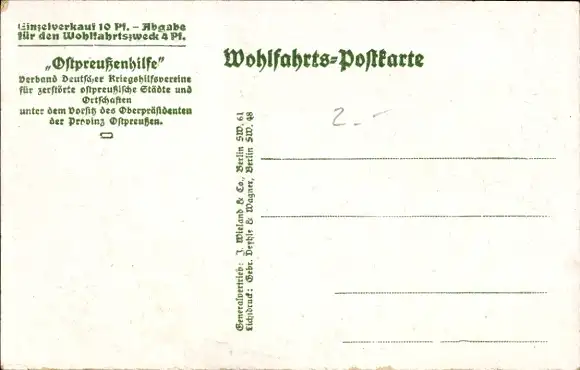 Einzelverkauf 10 Pf. – Abgabe
für den Wohlfahrtszweck 4 Pf.
„Ostpreußenhilfe"
Verband Deutscher Kriegshilfsvereine
für zerstörte ostpreußische Städte und
Ortschaften
unter dem Vorsitz des Oberpräsidenten
der Provinz Ostpreußen.
Wohlfahrts-Postkarte
2.-
Generalvertrieb: J. Wieland & Co., Berlin SW. 61
Lichtdruck: Gebr. & Wagner, Berlin SW. 48